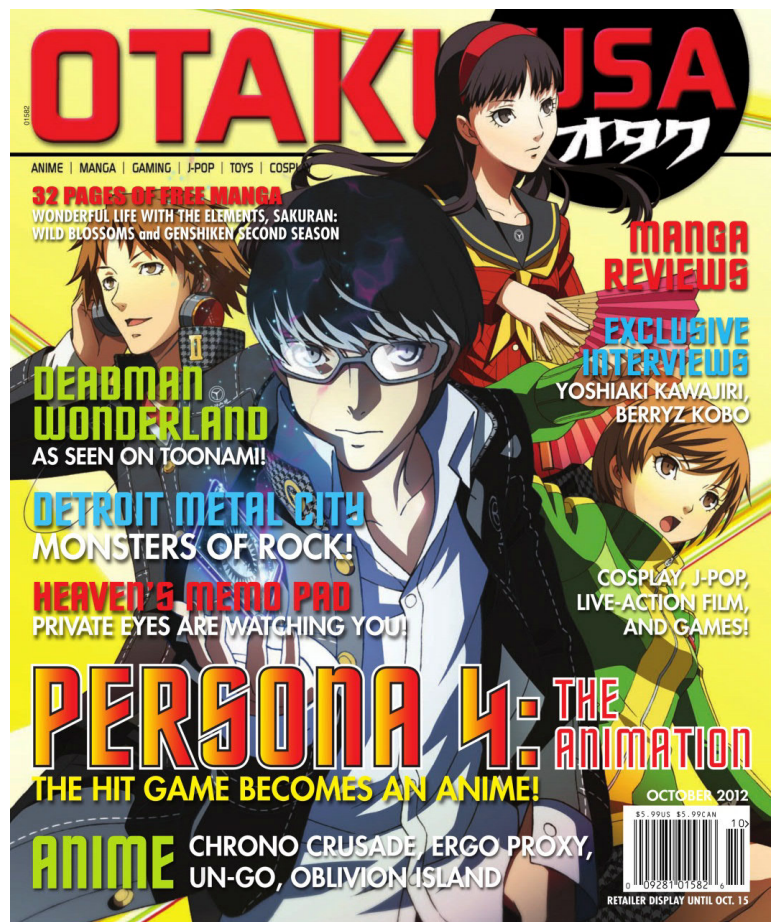 OTAKU USA
オタク
01582
ANIME | MANGA | GAMING | J-POP | TOYS | COSPL
32 PAGES OF FREE MANGA
WONDERFUL LIFE WITH THE ELEMENTS, SAKURAN:
WILD BLOSSOMS and GENSHIKEN SECOND SEASON
MANGA
REVIEWS
EXCLUSIVE
INTERVIEWS
YOSHIAKI KAWAJIRI,
BERRYZ KOBO
DEADMAN
WONDERLAND
AS SEEN ON TOONAMI!
DETROIT METAL CITY
MONSTERS OF ROCK!
HEAVEN'S MEMO PAD
PRIVATE EYES ARE WATCHING YOU!
COSPLAY, J-POP,
LIVE-ACTION FILM,
AND GAMES!
PERSONA 4: THE
ANIMATION
THE HIT GAME BECOMES AN ANIME!
OCTOBER 2012
$5.99US $5.99CAN
10>
0 09281 01582 6
RETAILER DISPLAY UNTIL OCT. 15
ANIME
CHRONO CRUSADE, ERGO PROXY,
UN-GO, OBLIVION ISLAND
II